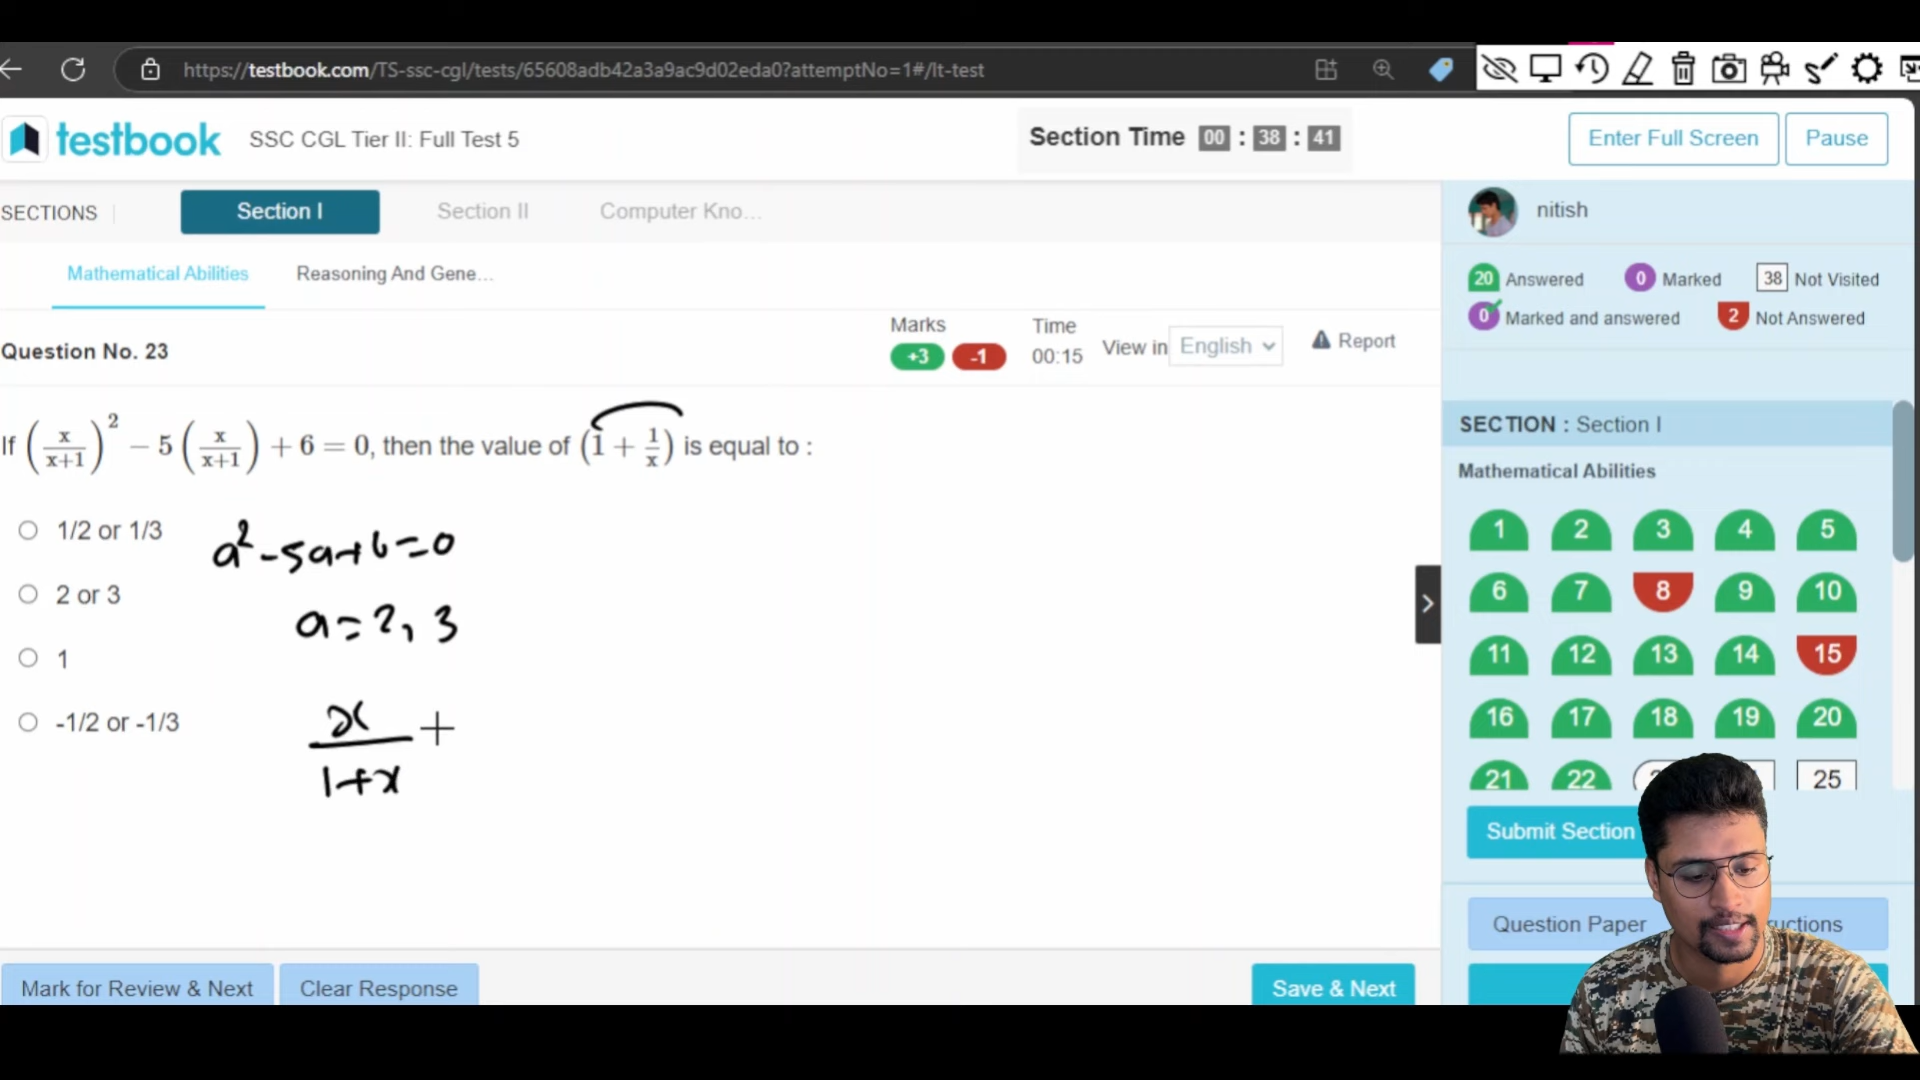 https://testbook.com/TS-ssc-cgl/tests/65608adb42a3a9ac9d02eda0?attemptNo=1#/lt-test
testbook SSC CGL Tier II: Full Test 5
Section Time 00 : 38 : 41
Enter Full Screen Pause
SECTIONS Section I Section II Computer Kno...
nitish
Mathematical Abilities Reasoning And Gene...
20 Answered 0 Marked 38 Not Visited
0 Marked and answered 2 Not Answered
Question No. 23
Marks +3 -1
Time 00:15
View in English
Report
If (x/(x+1))² − 5(x/(x+1)) + 6 = 0, then the value of (1 + 1/x) is equal to :
1/2 or 1/3
2 or 3
1
-1/2 or -1/3
a² - 5a + 6 = 0
a = 2, 3
x/(1+x)
SECTION : Section I
Mathematical Abilities
1 2 3 4 5
6 7 8 9 10
11 12 13 14 15
16 17 18 19 20
21 22 25
Submit Section
Question Paper
Mark for Review & Next Clear Response Save & Next